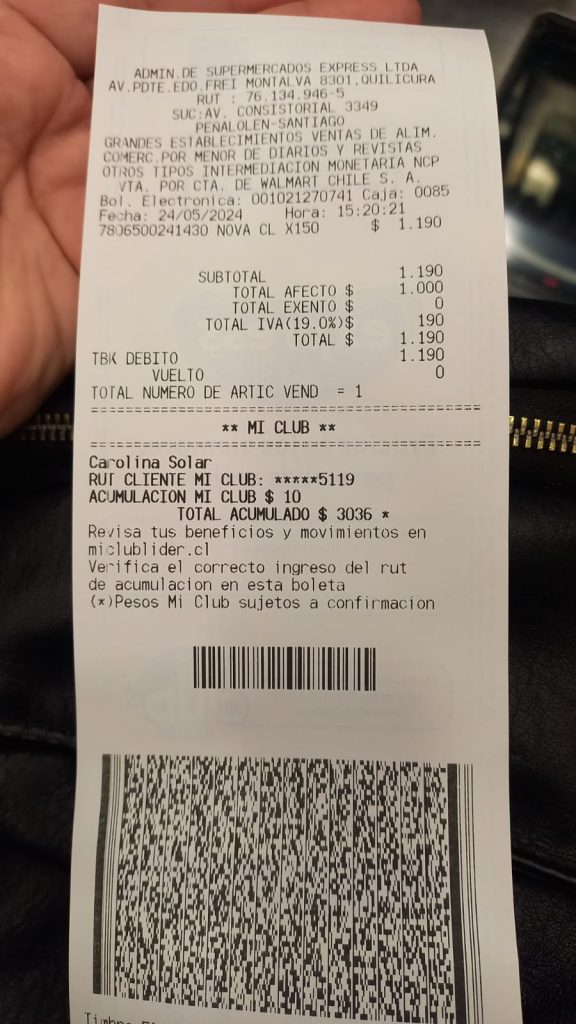 ADMIN.DE SUPERMERCADOS EXPRESS LTDA
AV.PDTE.EDO.FREI MONTALVA 8301,QUILICURA
RUT : 76.134.946-5
SUC:AV. CONSISTORIAL 3349
PEÑALOLEN-SANTIAGO
GRANDES ESTABLECIMIENTOS VENTAS DE ALIM.
COMERC.POR MENOR DE DIARIOS Y REVISTAS
OTROS TIPOS INTERMEDIACION MONETARIA NCP
VTA. POR CTA. DE WALMART CHILE S. A.
Bol. Electronica: 001021270741 Caja: 0085
Fecha: 24/05/2024 Hora: 15:20:21
7806500241430 NOVA CL X150 $ 1.190
SUBTOTAL 1.190
TOTAL AFECTO $ 1.000
TOTAL EXENTO $ 0
TOTAL IVA(19.0%)$ 190
TOTAL $ 1.190
TBK DEBITO 1.190
VUELTO 0
TOTAL NUMERO DE ARTIC VEND = 1
** MI CLUB **
Carolina Solar
RUT CLIENTE MI CLUB: *****5119
ACUMULACION MI CLUB $ 10
TOTAL ACUMULADO $ 3036 *
Revisa tus beneficios y movimientos en
miclublider.cl
Verifica el correcto ingreso del rut
de acumulacion en esta boleta
(*)Pesos Mi Club sujetos a confirmacion